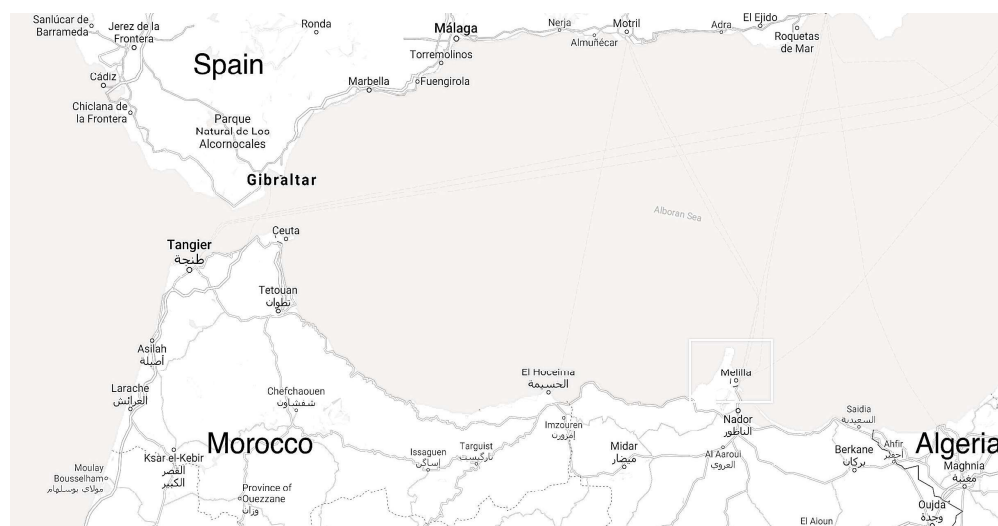 Sanlúcar de
Barrameda
Jerez de la
Frontera
Ronda
Málaga
Nerja
Motril
Almuñécar
Adra
El Ejido
Roquetas
de Mar
Torremolinos
Spain
Cádiz
Marbella
Fuengirola
Chiclana de
la Frontera
Parque
Natural de Los
Alcornocales
Gibraltar
Alboran Sea
Ceuta
Tangier
طنجة
Tetouan
تطوان
Asilah
أصيلة
El Hoceima
الحسيمة
Melilla
Larache
العرائش
Chefchaouen
شفشاون
Nador
الناظور
Saidia
السعيدية
Imzouren
إمزورن
Morocco
Issaguen
إساكن
Targuist
تاركيست
Midar
ميضار
Al Aaroui
العروي
Berkane
بركان
Ahfir
أحفير
Algeria
Ksar el-Kebir
القصر
الكبير
Moulay
Bousselham
مولاي بوسلهام
Maghnia
مغنية
Province of
Ouezzane
وزان
Oujda
وجدة
El Aioun